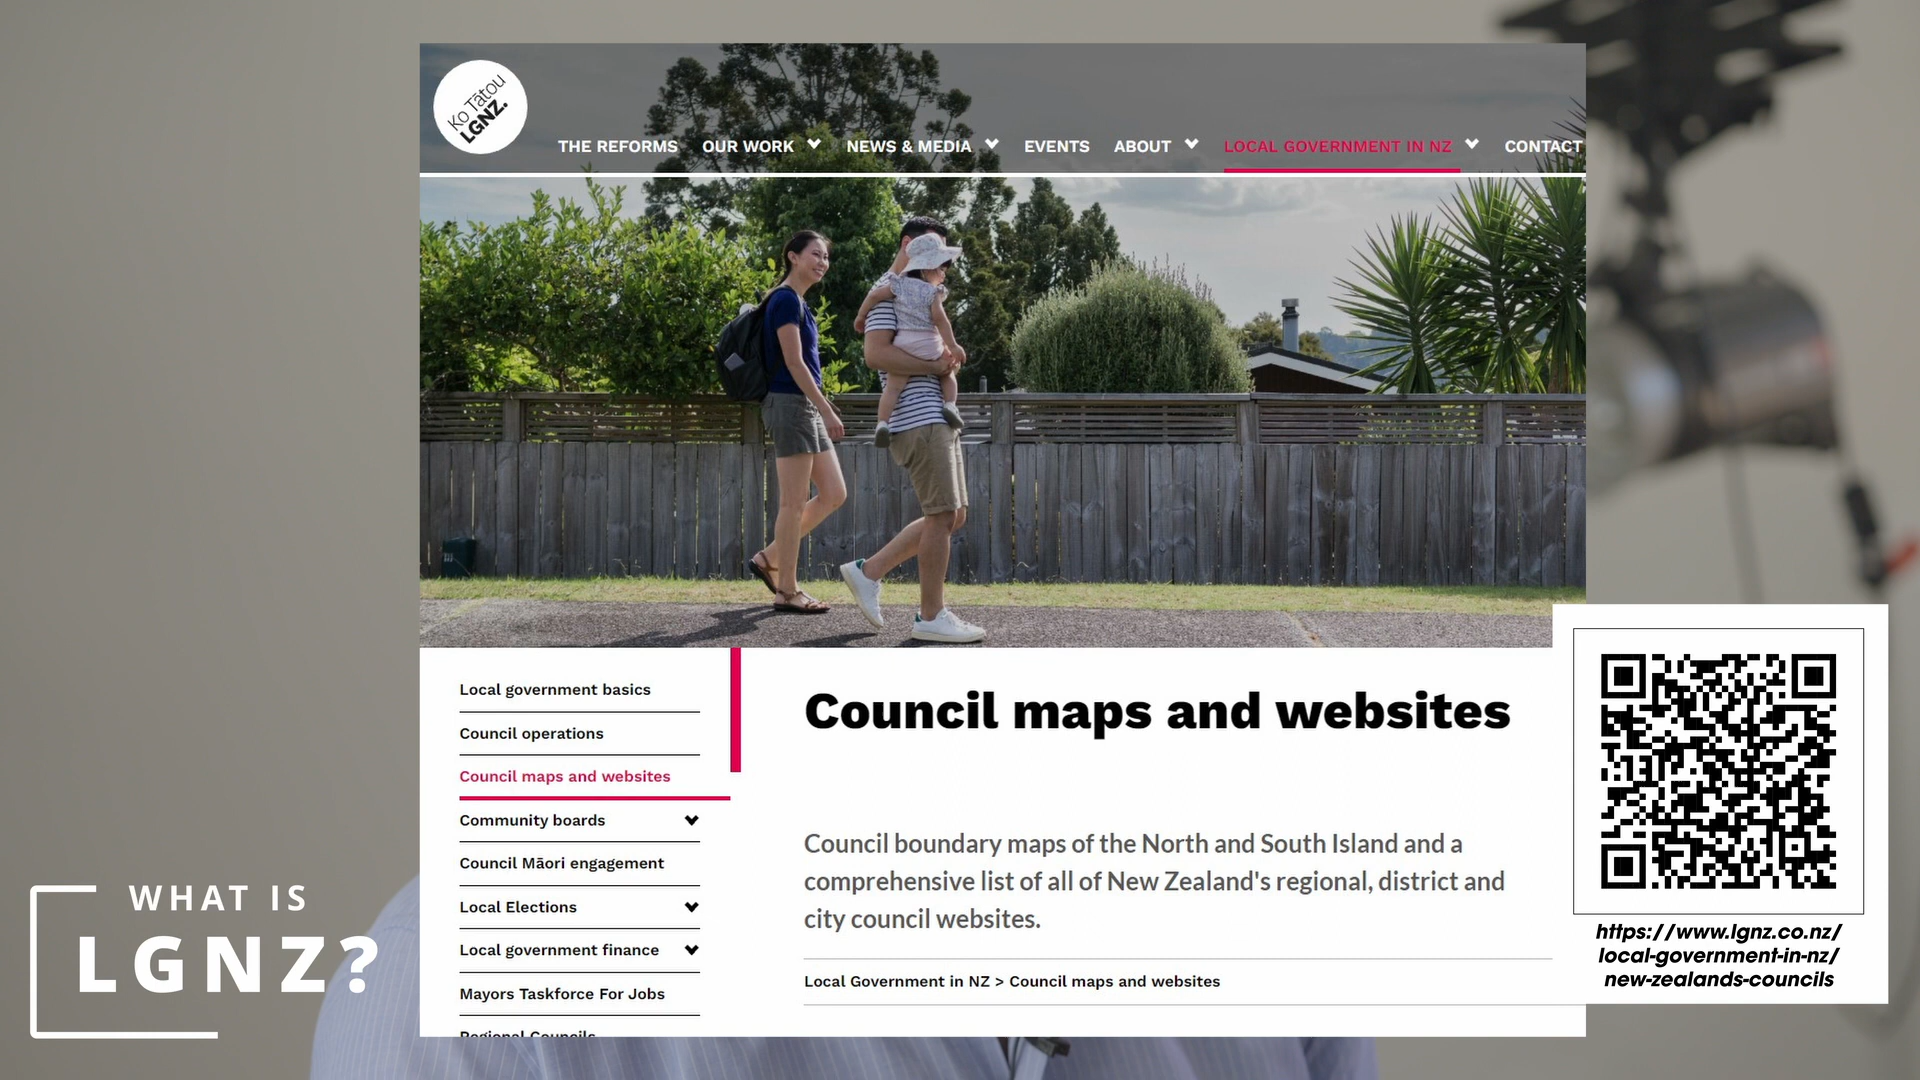 Ko Tātou
LGNZ.
THE REFORMS OUR WORK NEWS & MEDIA EVENTS ABOUT LOCAL GOVERNMENT IN NZ CONTACT
Local government basics
Council operations
Council maps and websites
Community boards
Council Māori engagement
Local Elections
Local government finance
Mayors Taskforce For Jobs
Regional Councils
Council maps and websites
Council boundary maps of the North and South Island and a
comprehensive list of all of New Zealand's regional, district and
city council websites.
Local Government in NZ > Council maps and websites
https://www.lgnz.co.nz/
local-government-in-nz/
new-zealands-councils
WHAT IS
LGNZ?